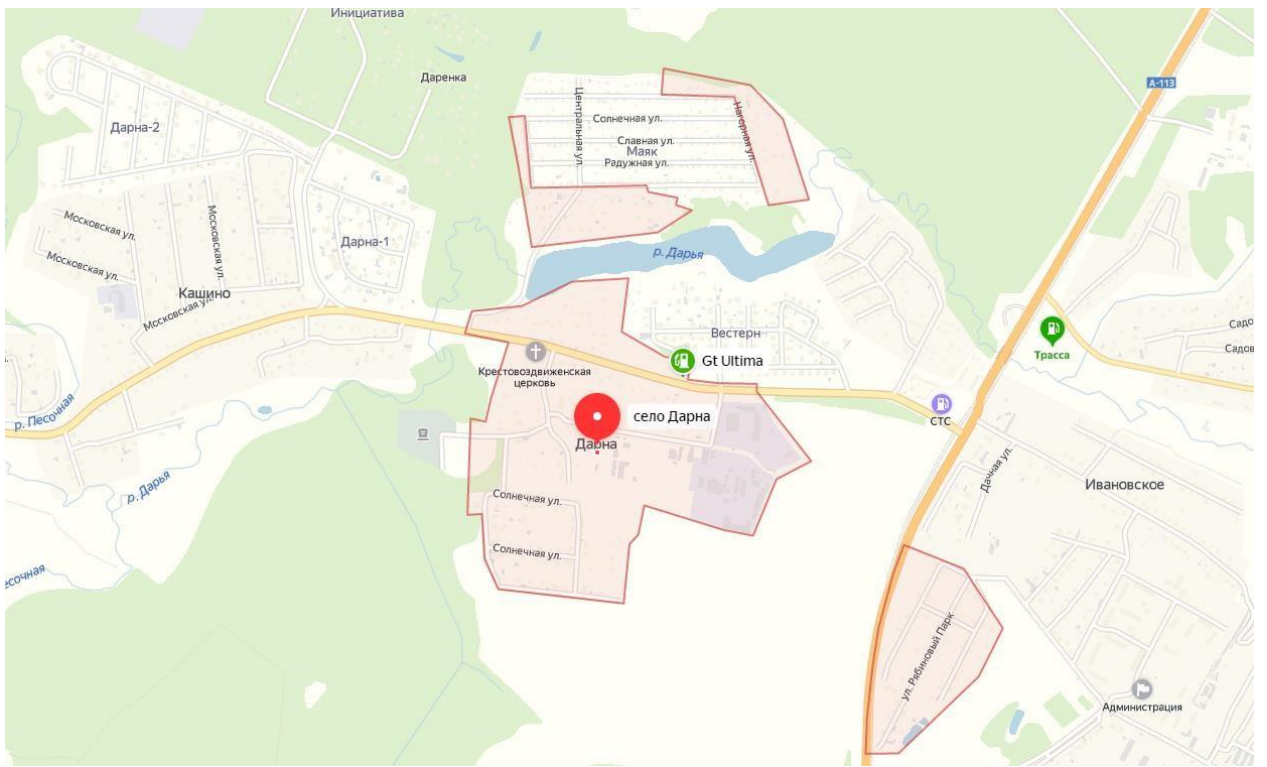 Инициатива
Даренка
А-113
Дарна-2
Центральная ул.
Солнечная ул.
Нагорная ул.
Славная ул.
Маяк
Радужная ул.
Московская ул.
Московская ул.
Дарна-1
р. Дарья
Московская ул.
Кашино
Московская ул.
Садо
Вестерн
Садов
Трасса
Gt Ultima
Крестовоздвиженская
церковь
р. Песочная
СТС
село Дарна
Дарна
Дачная ул.
Ивановское
р. Дарья
Солнечная ул.
Солнечная ул.
есочная
ул. Рябиновый Парк
Администрация